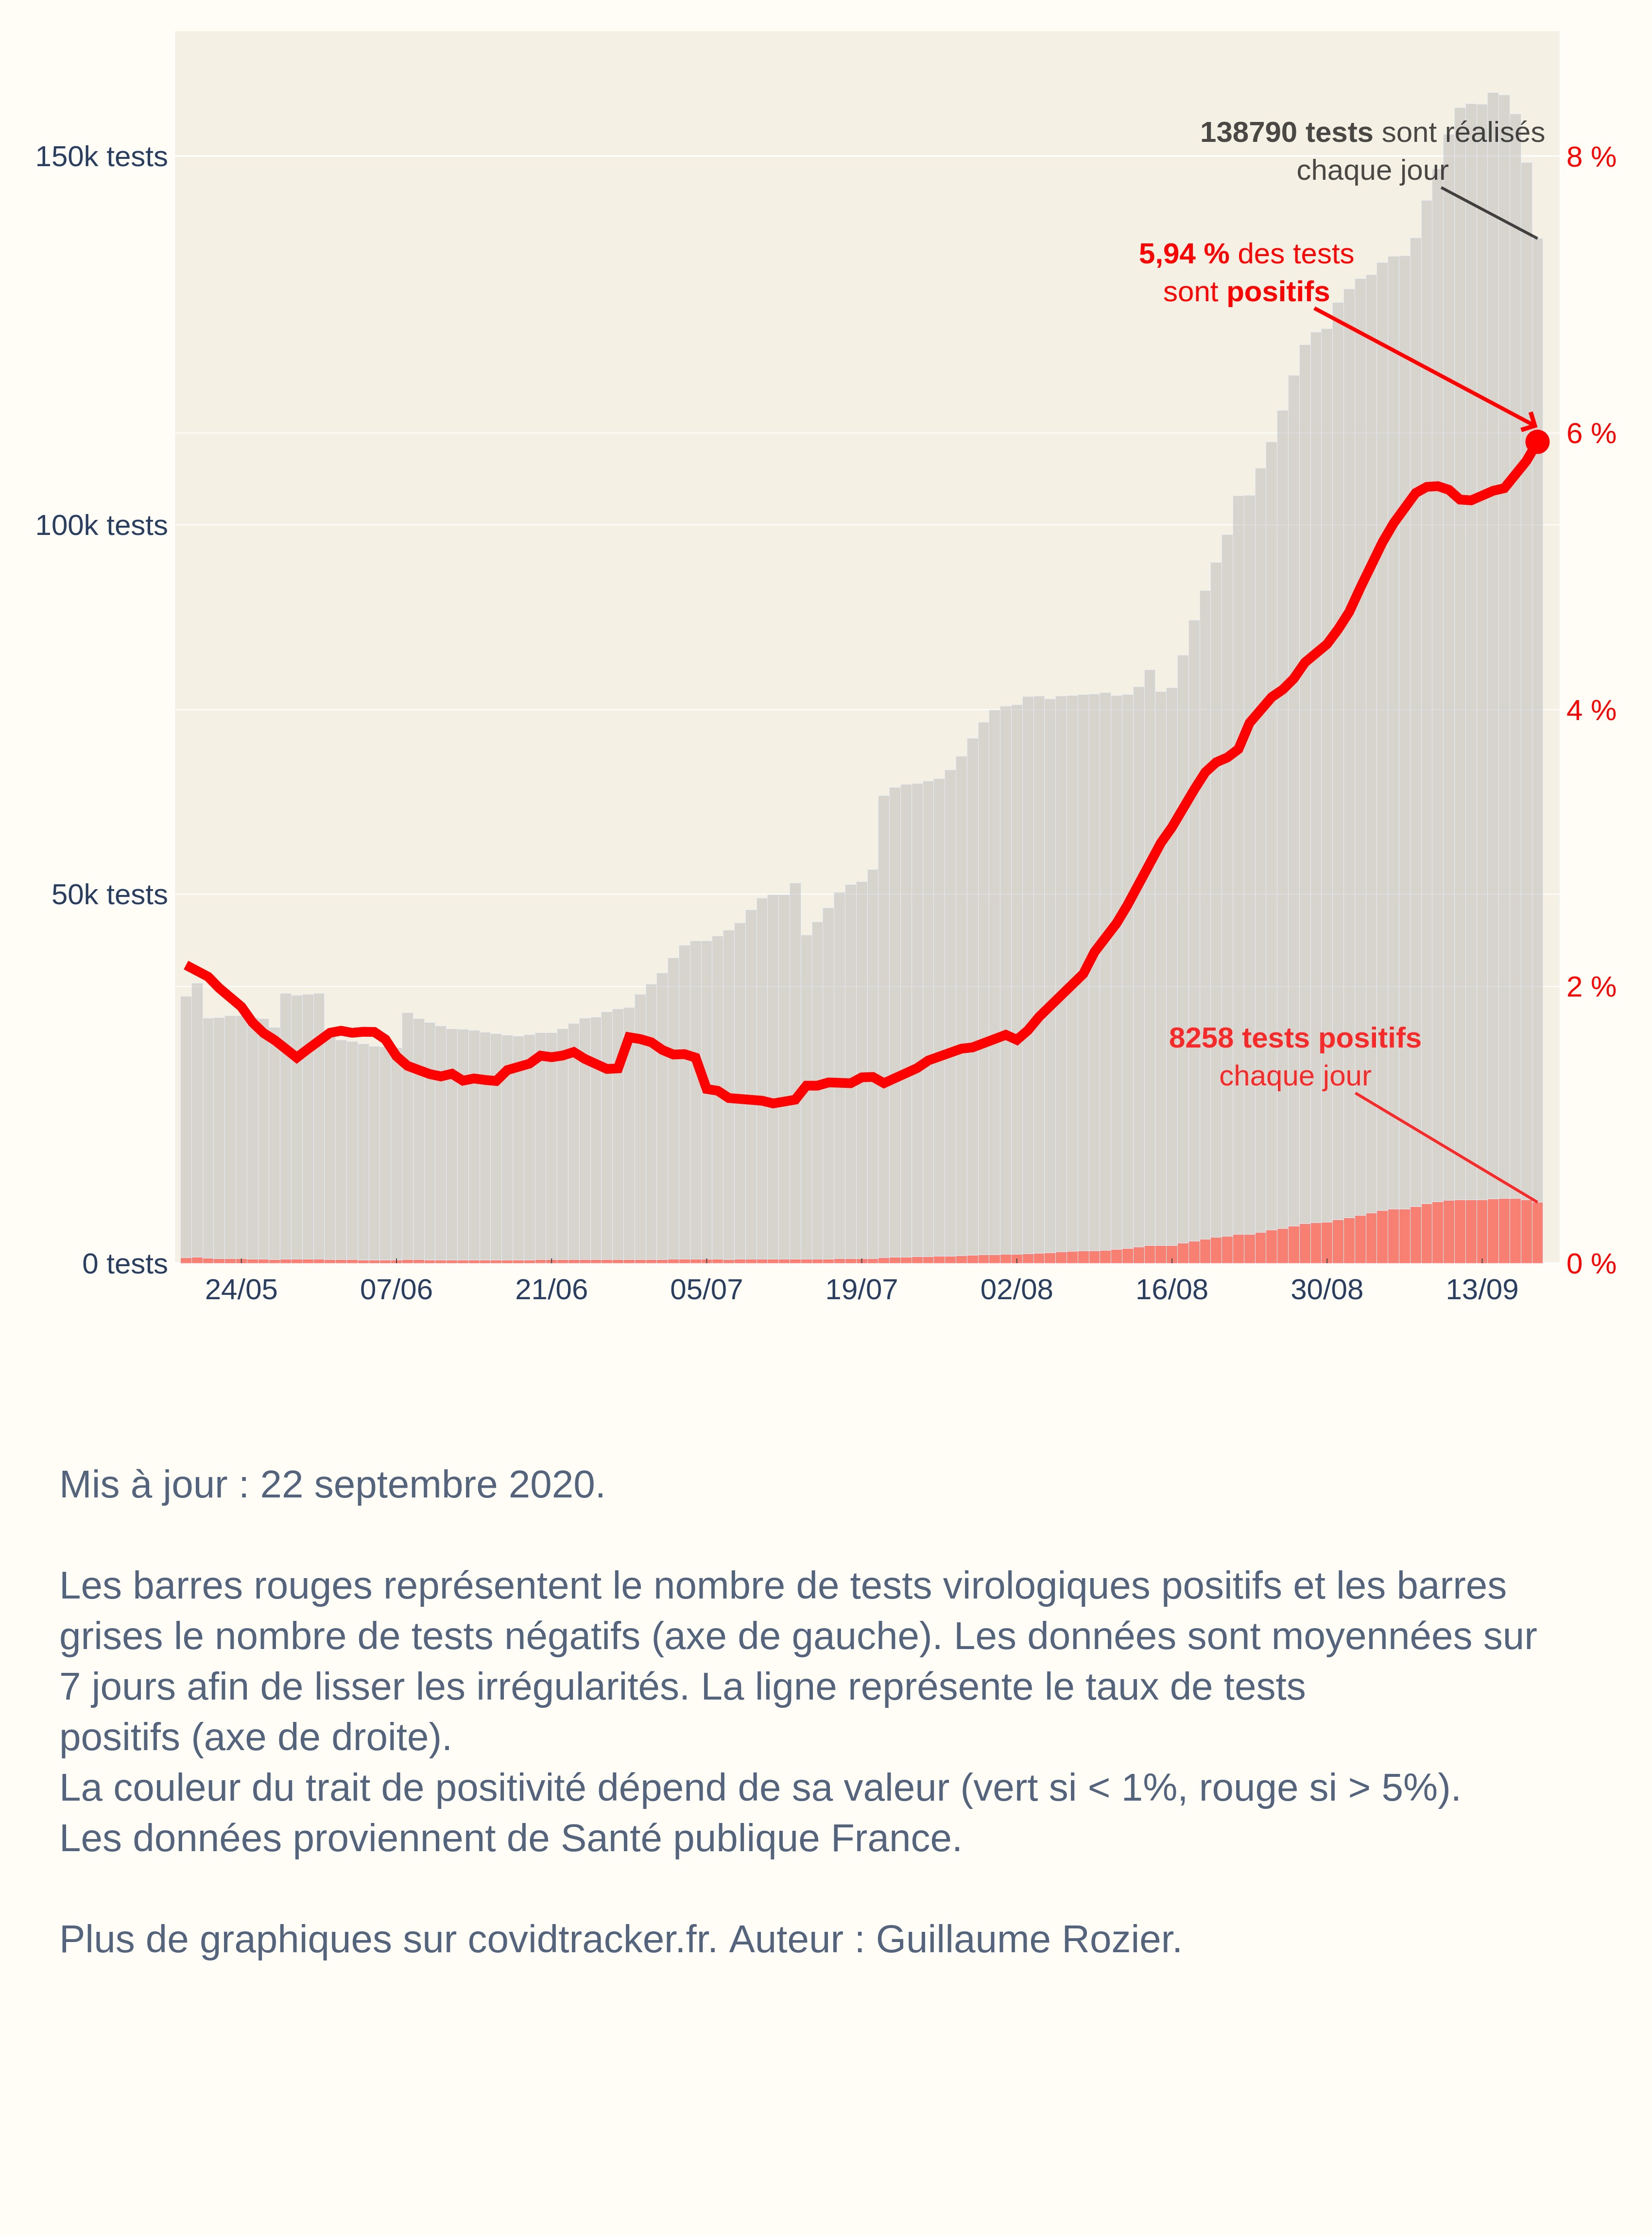 138790 tests sont réalisés
chaque jour
5,94 % des tests
sont positifs
8258 tests positifs
chaque jour
150k tests
100k tests
50k tests
0 tests
8 %
6 %
4 %
2 %
0 %
24/05
07/06
21/06
05/07
19/07
02/08
16/08
30/08
13/09
Mis à jour : 22 septembre 2020.
Les barres rouges représentent le nombre de tests virologiques positifs et les barres
grises le nombre de tests négatifs (axe de gauche). Les données sont moyennées sur
7 jours afin de lisser les irrégularités. La ligne représente le taux de tests
positifs (axe de droite).
La couleur du trait de positivité dépend de sa valeur (vert si < 1%, rouge si > 5%).
Les données proviennent de Santé publique France.
Plus de graphiques sur covidtracker.fr. Auteur : Guillaume Rozier.